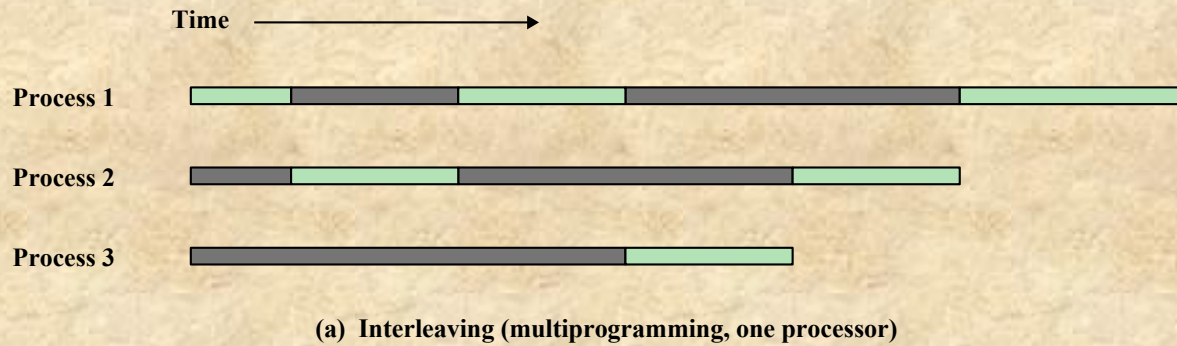 Time
Process 1
Process 2
Process 3
(a) Interleaving (multiprogramming, one processor)